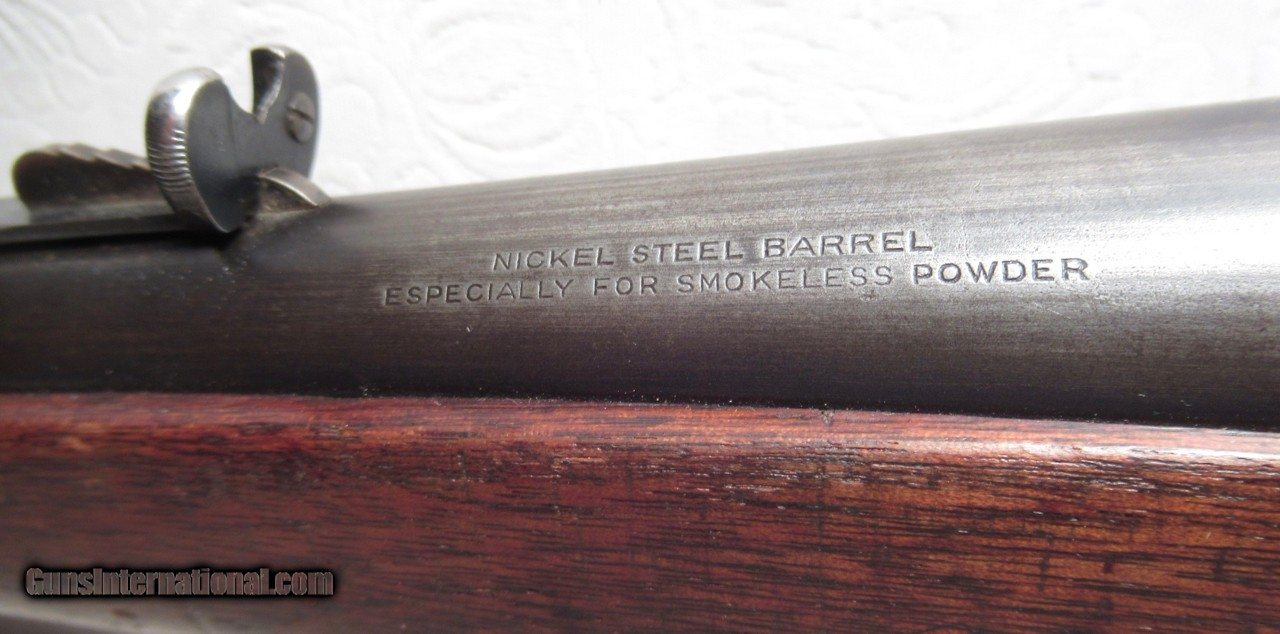 NICKEL STEEL BARREL
ESPECIALLY FOR SMOKELESS POWDER
GunsInternational.com